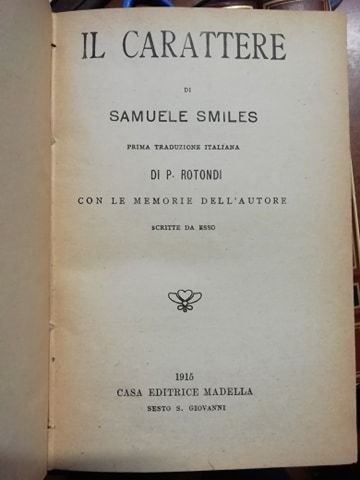 IL CARATTERE
DI
SAMUELE SMILES
PRIMA TRADUZIONE ITALIANA
DI P. ROTONDI
CON LE MEMORIE DELL'AUTORE
SCRITTE DA ESSO
1915
CASA EDITRICE MADELLA
SESTO S. GIOVANNI